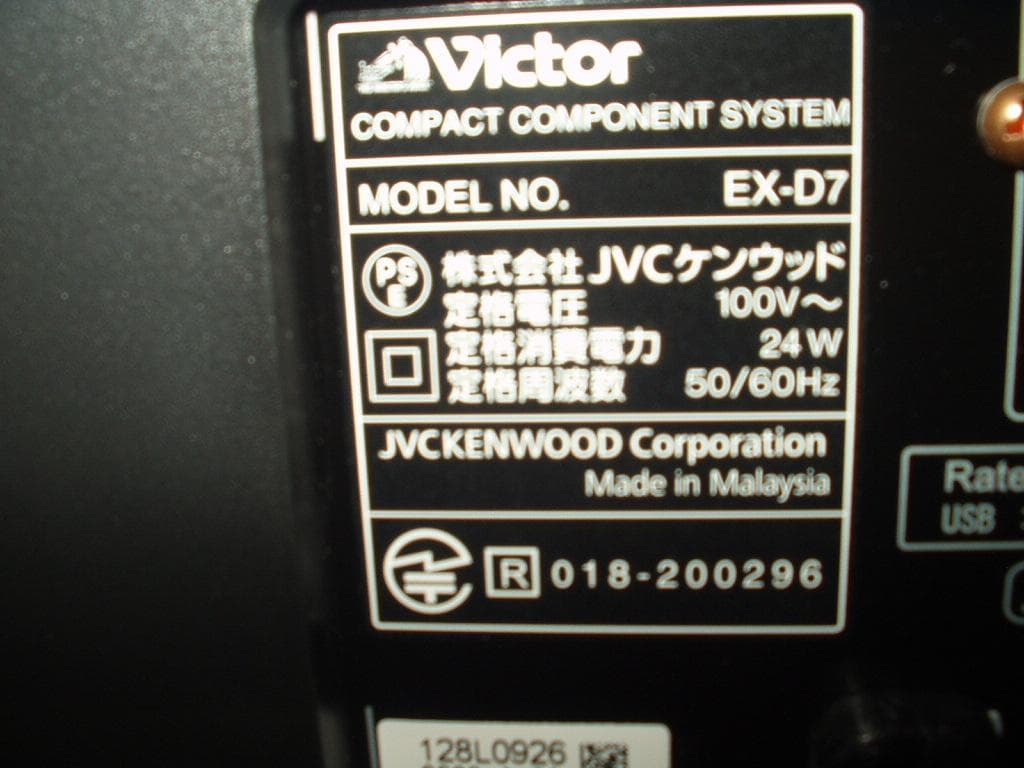 Victor
COMPACT COMPONENT SYSTEM
MODEL NO. EX-D7
PS
E
株式会社 JVCケンウッド
定格電圧 100V～
定格消費電力 24W
定格周波数 50/60Hz
JVCKENWOOD Corporation
Made in Malaysia
R 018-200296
Rate
USB
128L0926